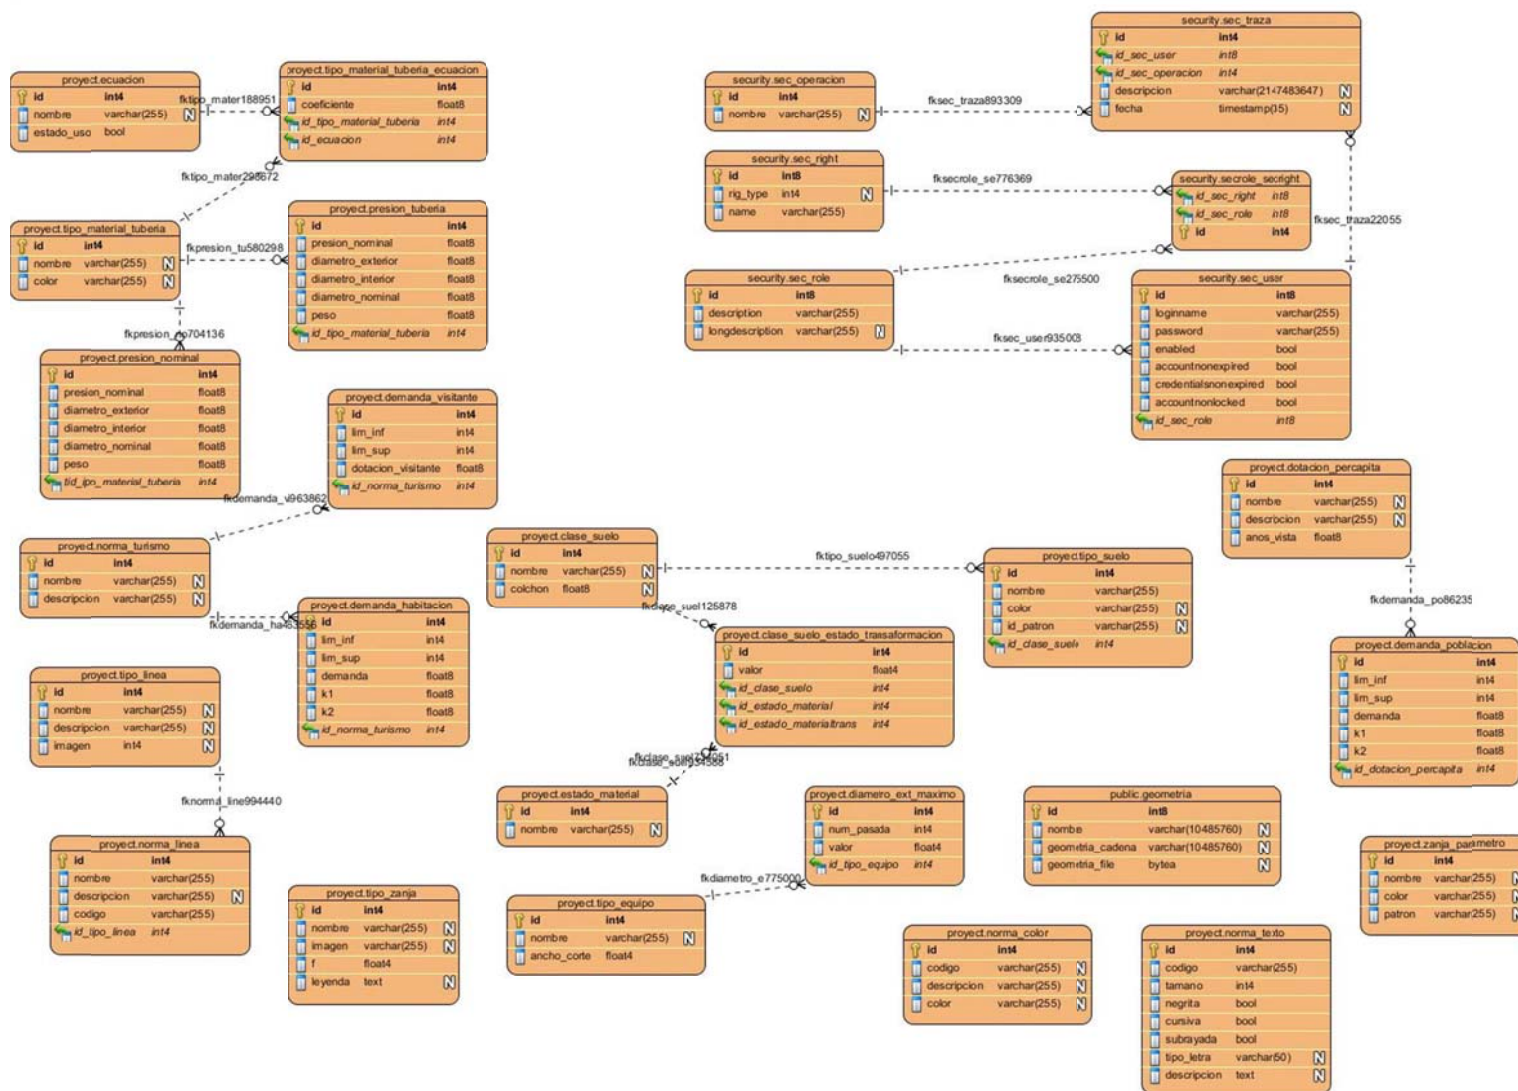 proyect.ecuacion
id int4
nombre varchar(255) N
estado_uso bool
fktipo_mater188951
proyect.tipo_material_tuberia_ecuacion
id int4
coeficiente float8
id_tipo_material_tuberia int4
id_ecuacion int4
fktipo_mater298672
proyect.tipo_material_tuberia
id int4
nombre varchar(255) N
color varchar(255) N
fkpresion_tu580298
proyect.presion_tuberia
id int4
presion_nominal float8
diametro_exterior float8
diametro_interior float8
diametro_nominal float8
peso float8
id_tipo_material_tuberia int4
fkpresion_no704136
proyect.presion_nominal
id int4
presion_nominal float8
diametro_exterior float8
diametro_interior float8
diametro_nominal float8
peso float8
tid_ipo_material_tuberia int4
security.sec_operacion
id int4
nombre varchar(255) N
fksec_traza893309
security.sec_traza
id int4
id_sec_user int8
id_sec_operacion int4
descripcion varchar(2147483647) N
fecha timestamp(15) N
security.sec_right
id int8
rig_type int4 N
name varchar(255)
fksecrole_se776369
security.secrole_secright
id_sec_right int8
id_sec_role int8
id int4
fksec_traza22055
security.sec_role
id int8
description varchar(255)
longdescription varchar(255) N
fksecrole_se275500
fksec_user935003
security.sec_user
id int8
loginname varchar(255)
password varchar(255)
enabled bool
accountnonexpired bool
credentialsnonexpired bool
accountnonlocked bool
id_sec_role int8
proyect.demanda_visitante
id int4
lim_inf int4
lim_sup int4
dotacion_visitante float8
id_norma_turismo int4
fkdemanda_vi963862
proyect.norma_turismo
id int4
nombre varchar(255) N
descripcion varchar(255) N
proyect.demanda_habitacion
id int4
lim_inf int4
lim_sup int4
demanda float8
k1 float8
k2 float8
id_norma_turismo int4
proyect.clase_suelo
id int4
nombre varchar(255) N
colchon float8 N
fktipo_suelo497055
proyect.tipo_suelo
id int4
nombre varchar(255)
color varchar(255) N
id_patron varchar(255) N
id_clase_suelo int4
fkclase_suel125878
proyect.clase_suelo_estado_transaformacion
id int4
valor float4
id_clase_suelo int4
id_estado_material int4
id_estado_materialtrans int4
proyect.estado_material
id int4
nombre varchar(255) N
proyect.dotacion_percapita
id int4
nombre varchar(255) N
descripcion varchar(255) N
anos_vista float8
fkdemanda_po86235
proyect.demanda_poblacion
id int4
lim_inf int4
lim_sup int4
demanda float8
k1 float8
k2 float8
id_dotacion_percapita int4
proyect.tipo_linea
id int4
nombre varchar(255) N
descripcion varchar(255) N
imagen int4 N
fknorma_line994440
proyect.norma_linea
id int4
nombre varchar(255)
descripcion varchar(255) N
codigo varchar(255)
id_tipo_linea int4
proyect.tipo_zanja
id int4
nombre varchar(255) N
imagen varchar(255) N
f float4
leyenda text N
proyect.tipo_equipo
id int4
nombre varchar(255) N
ancho_corte float4
fkdiametro_e775000
proyect.diametro_ext_maximo
id int4
num_pasada int4
valor float4
id_tipo_equipo int4
public.geometria
id int8
nombe varchar(10485760) N
geometria_cadena varchar(10485760) N
geometria_file bytea N
proyect.zanja_parametro
id int4
nombre varchar(255) N
color varchar(255) N
patron varchar(255) N
proyect.norma_color
id int4
codigo varchar(255) N
descripcion varchar(255) N
color varchar(255) N
proyect.norma_texto
id int4
codigo varchar(255)
tamano int4
negrita bool
cursiva bool
subrayada bool
tipo_letra varchar(50) N
descripcion text N